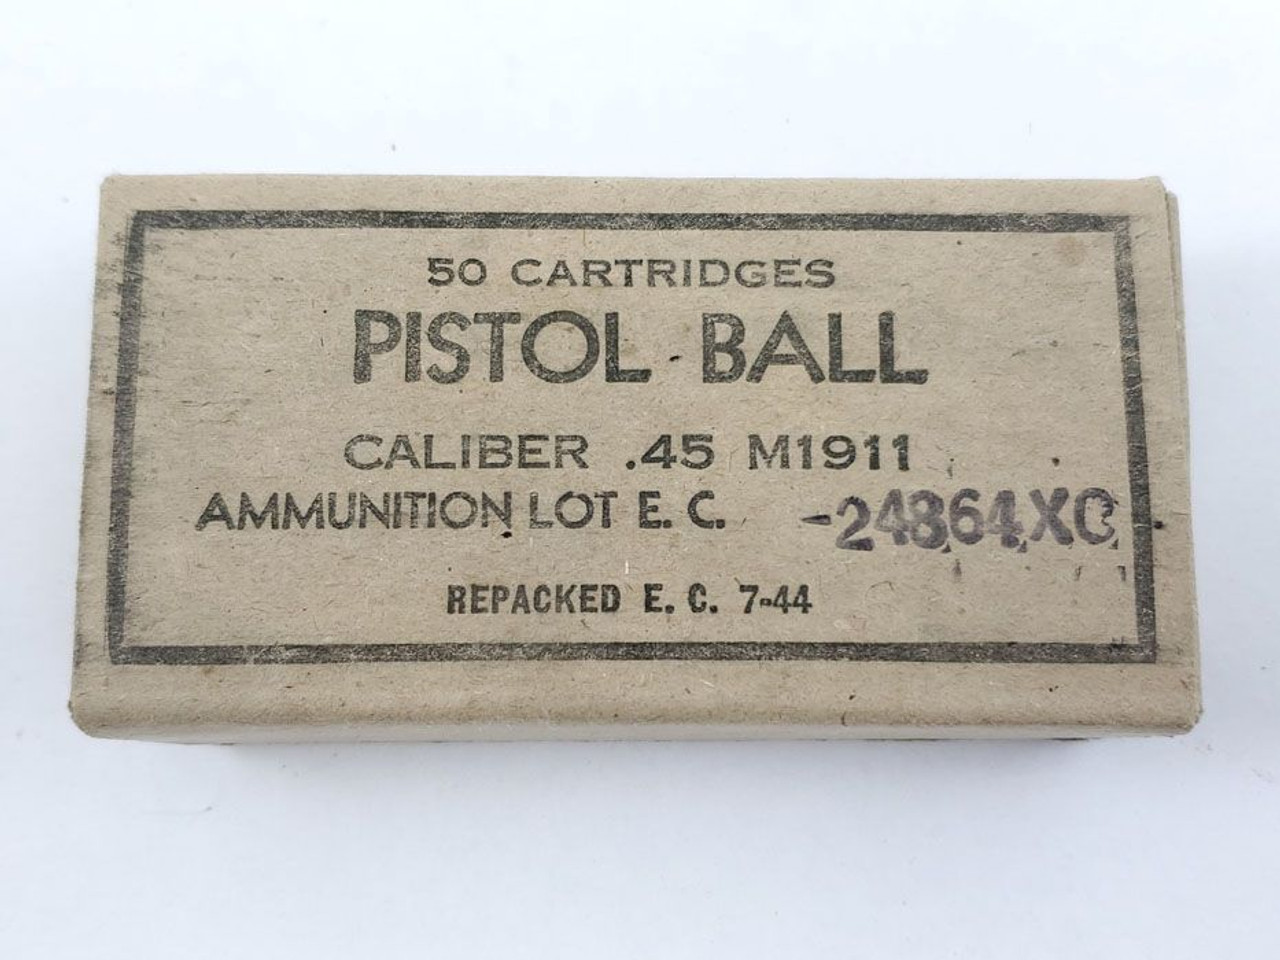 50 CARTRIDGES
PISTOL BALL
CALIBER .45 M1911
AMMUNITION LOT E. C. -24864XC
REPACKED E. C. 7-44